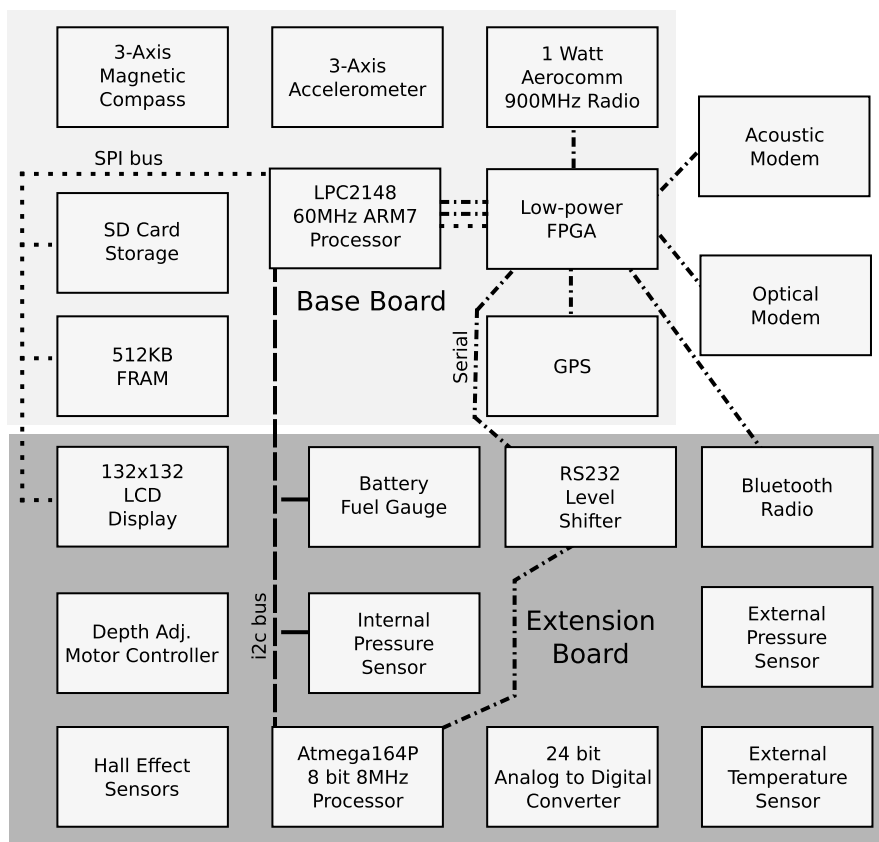 3-Axis
Magnetic
Compass
3-Axis
Accelerometer
1 Watt
Aerocomm
900MHz Radio
Acoustic
Modem
SPI bus
LPC2148
60MHz ARM7
Processor
Low-power
FPGA
SD Card
Storage
Optical
Modem
Base Board
512KB
FRAM
Serial
GPS
132x132
LCD
Display
Battery
Fuel Gauge
RS232
Level
Shifter
Bluetooth
Radio
Depth Adj.
Motor Controller
i2c bus
Internal
Pressure
Sensor
Extension
Board
External
Pressure
Sensor
Hall Effect
Sensors
Atmega164P
8 bit 8MHz
Processor
24 bit
Analog to Digital
Converter
External
Temperature
Sensor